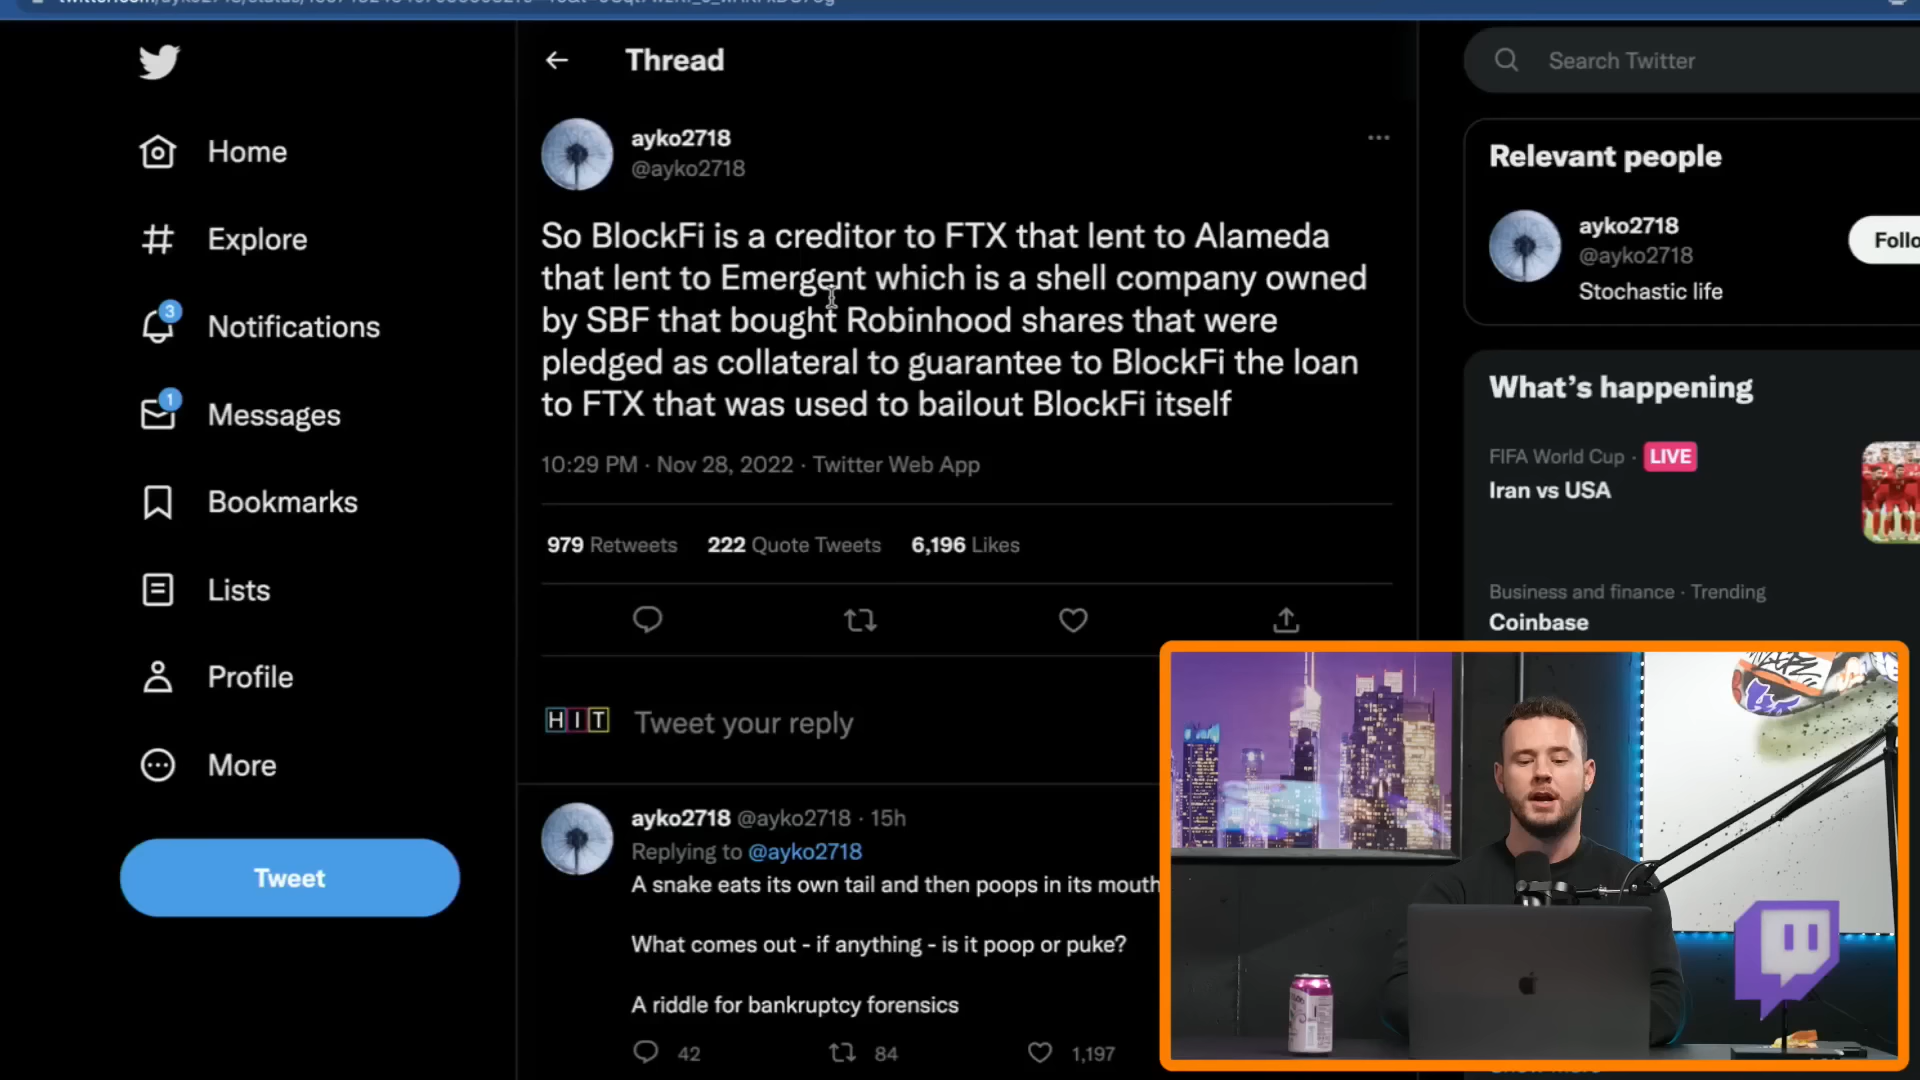 Home
Explore
3
Notifications
1
Messages
Bookmarks
Lists
Profile
More
Tweet
Thread
ayko2718
@ayko2718
So BlockFi is a creditor to FTX that lent to Alameda
that lent to Emergent which is a shell company owned
by SBF that bought Robinhood shares that were
pledged as collateral to guarantee to BlockFi the loan
to FTX that was used to bailout BlockFi itself
10:29 PM · Nov 28, 2022 · Twitter Web App
979 Retweets 222 Quote Tweets 6,196 Likes
HIT
Tweet your reply
ayko2718 @ayko2718 · 15h
Replying to @ayko2718
A snake eats its own tail and then poops in its mouth
What comes out - if anything - is it poop or puke?
A riddle for bankruptcy forensics
42 84 1,197
Search Twitter
Relevant people
ayko2718
@ayko2718
Stochastic life
Follo
What's happening
FIFA World Cup · LIVE
Iran vs USA
Business and finance · Trending
Coinbase